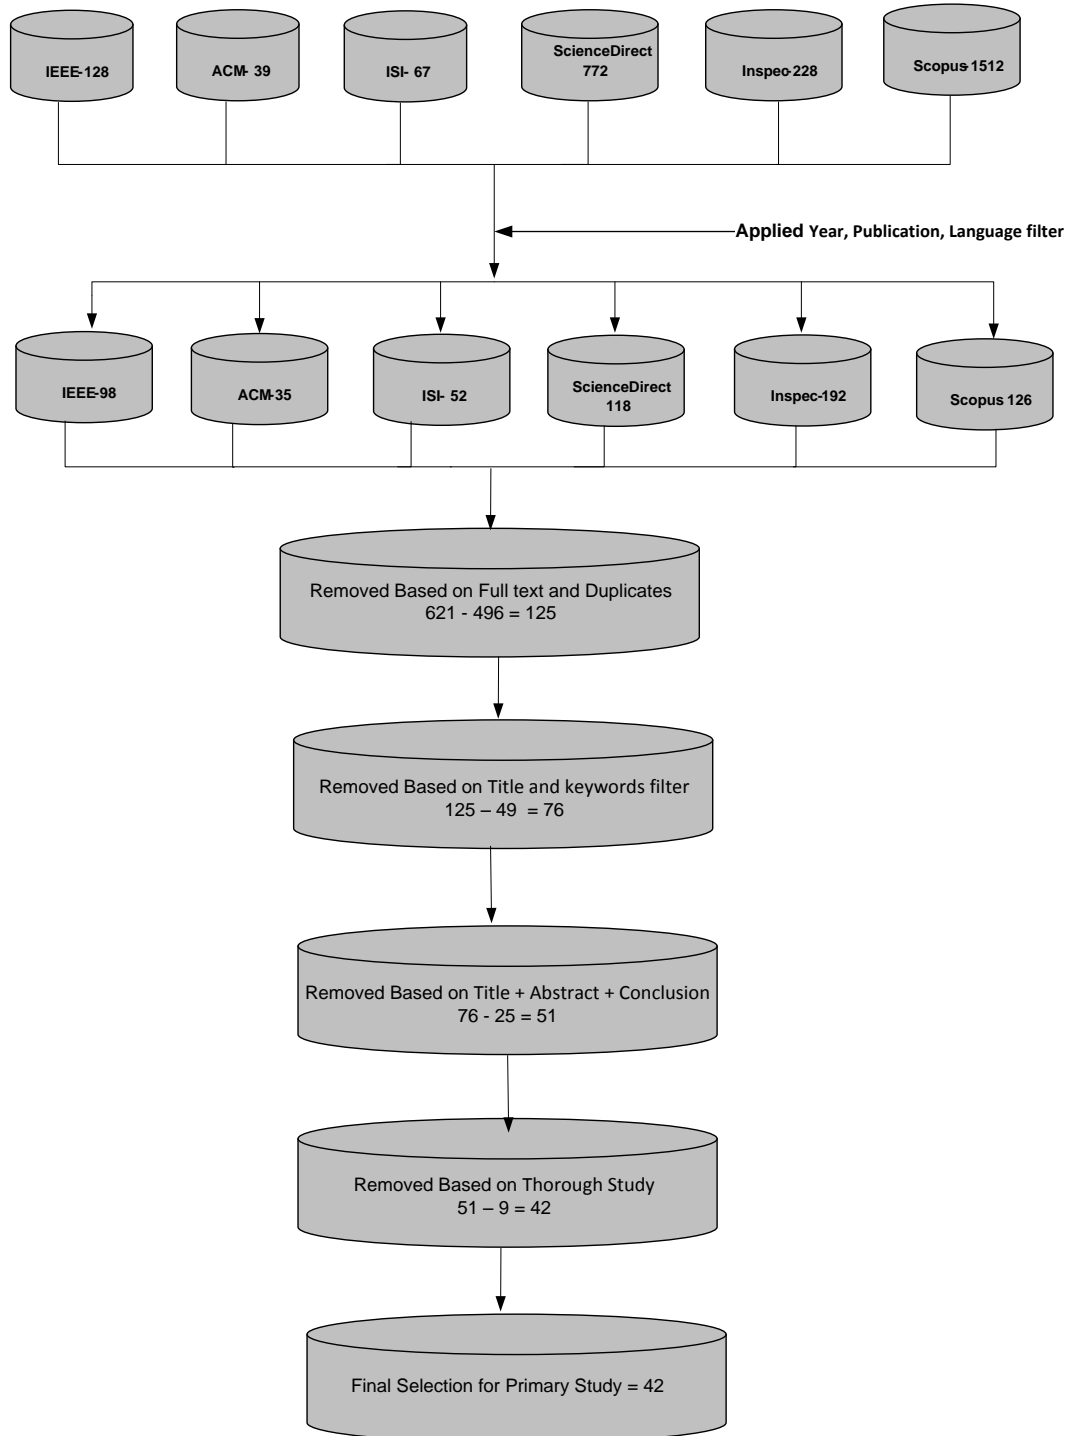 IEEE-128
ACM- 39
ISI- 67
ScienceDirect
772
Inspec-228
Scopus-1512
Applied Year, Publication, Language filter
IEEE-98
ACM-35
ISI- 52
ScienceDirect
118
Inspec-192
Scopus 126
Removed Based on Full text and Duplicates
621 - 496 = 125
Removed Based on Title and keywords filter
125 – 49 = 76
Removed Based on Title + Abstract + Conclusion
76 - 25 = 51
Removed Based on Thorough Study
51 – 9 = 42
Final Selection for Primary Study = 42